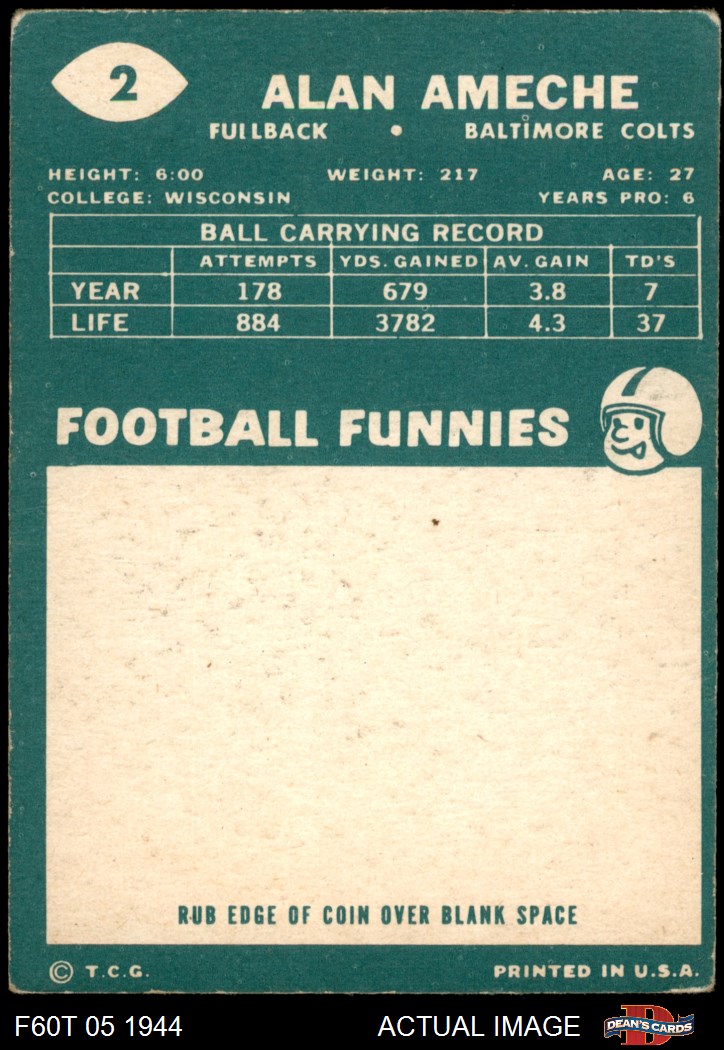 2
ALAN AMECHE
FULLBACK • BALTIMORE COLTS
HEIGHT: 6:00 WEIGHT: 217 AGE: 27
COLLEGE: WISCONSIN YEARS PRO: 6
BALL CARRYING RECORD
ATTEMPTS YDS. GAINED AV. GAIN TD'S
YEAR 178 679 3.8 7
LIFE 884 3782 4.3 37
FOOTBALL FUNNIES
RUB EDGE OF COIN OVER BLANK SPACE
© T.C.G. PRINTED IN U.S.A.
F60T 05 1944 ACTUAL IMAGE D DEAN'S CARDS